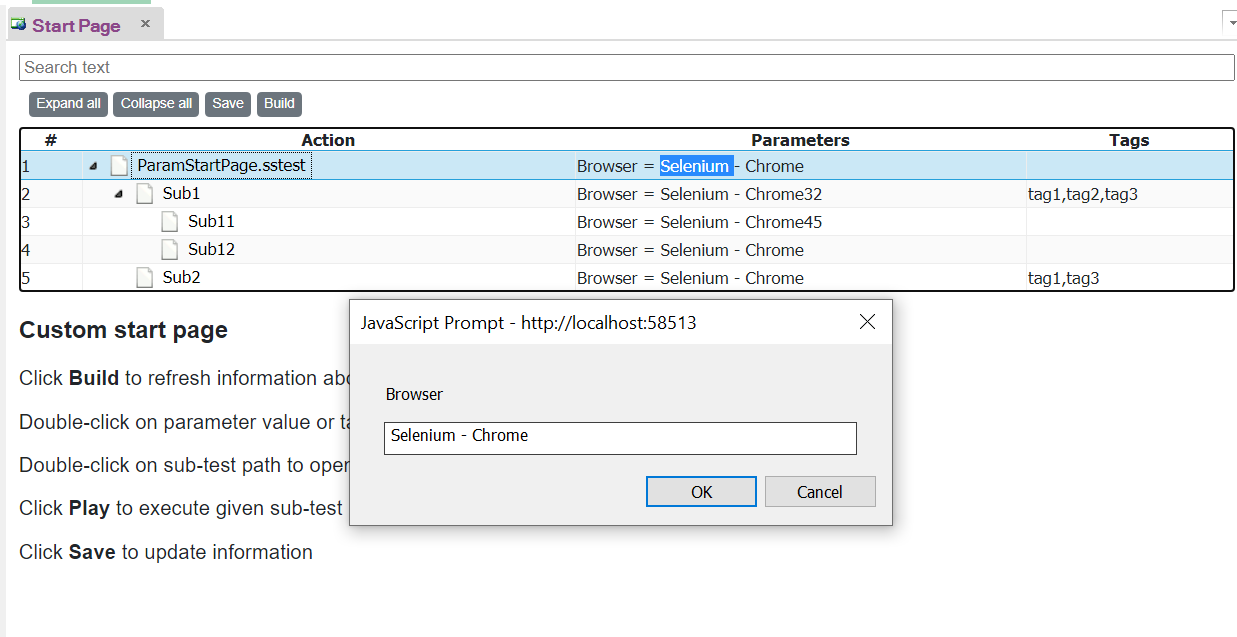 Start Page
Search text
Expand all Collapse all Save Build
# Action Parameters Tags
1 ParamStartPage.sstest Browser = Selenium - Chrome
2 Sub1 Browser = Selenium - Chrome32 tag1,tag2,tag3
3 Sub11 Browser = Selenium - Chrome45
4 Sub12 Browser = Selenium - Chrome
5 Sub2 Browser = Selenium - Chrome tag1,tag3
Custom start page
Click Build to refresh information
Double-click on parameter value or
Double-click on sub-test path to open
Click Play to execute given sub-test
Click Save to update information
JavaScript Prompt - http://localhost:58513
Browser
Selenium - Chrome
OK Cancel